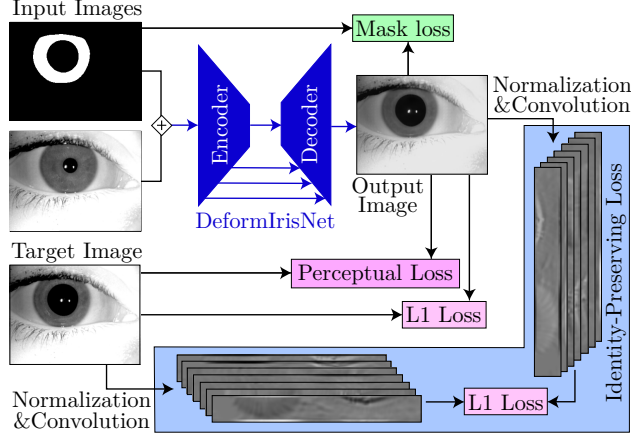 Input Images
Mask loss
Normalization
&Convolution
Encoder
Decoder
Output
Image
DeformIrisNet
Target Image
Perceptual Loss
L1 Loss
Identity-Preserving Loss
Normalization
&Convolution
L1 Loss